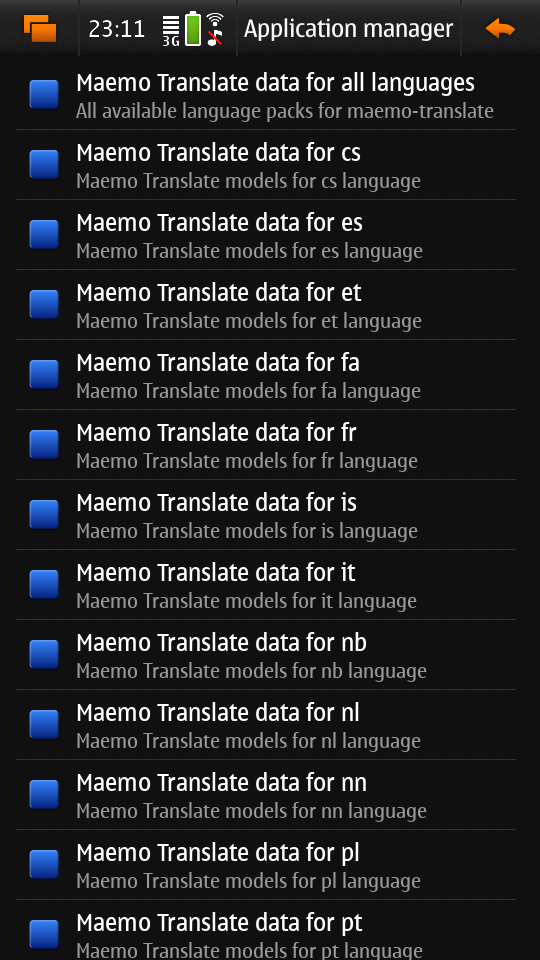 23:11
3G
Application manager
Maemo Translate data for all languages
All available language packs for maemo-translate
Maemo Translate data for cs
Maemo Translate models for cs language
Maemo Translate data for es
Maemo Translate models for es language
Maemo Translate data for et
Maemo Translate models for et language
Maemo Translate data for fa
Maemo Translate models for fa language
Maemo Translate data for fr
Maemo Translate models for fr language
Maemo Translate data for is
Maemo Translate models for is language
Maemo Translate data for it
Maemo Translate models for it language
Maemo Translate data for nb
Maemo Translate models for nb language
Maemo Translate data for nl
Maemo Translate models for nl language
Maemo Translate data for nn
Maemo Translate models for nn language
Maemo Translate data for pl
Maemo Translate models for pl language
Maemo Translate data for pt
Maemo Translate models for pt language